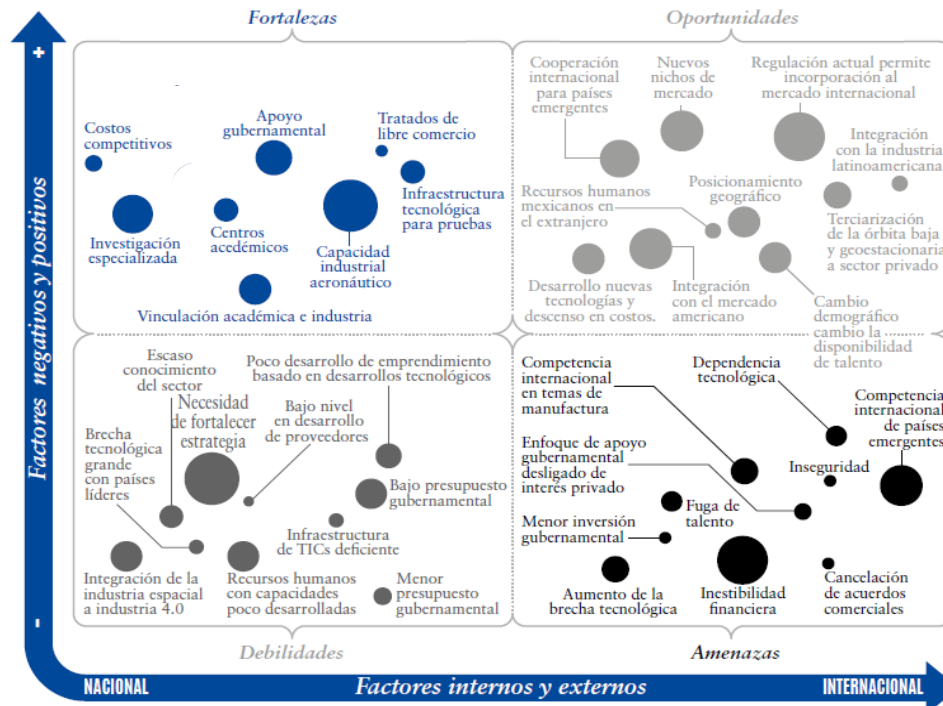 Fortalezas
Oportunidades
+
Factores negativos y positivos
-
Costos
competitivos
Apoyo
gubernamental
Tratados de
libre comercio
Investigación
especializada
Centros
acedémicos
Capacidad
industrial
aeronáutico
Infraestructura
tecnológica
para pruebas
Vinculación académica e industria
Cooperación
internacional
para países
emergentes
Nuevos
nichos de
mercado
Regulación actual permite
incorporación al
mercado internacional
Integración
con la industria
latinoamericana
Recursos humanos
mexicanos en
el extranjero
Posicionamiento
geográfico
Terciarización
de la órbita baja
y geoestacionaria
a sector privado
Desarrollo nuevas
tecnologías y
descenso en costos.
Integración
con el mercado
americano
Cambio
demográfico
cambio la
disponibilidad
de talento
Escaso
conocimiento
del sector
Poco desarrollo de emprendimiento
basado en desarrollos tecnológicos
Necesidad
de fortalecer
estrategia
Bajo nivel
en desarrollo
de proveedores
Brecha
tecnológica
grande
con países
líderes
Bajo presupuesto
gubernamental
Infraestructura
de TICs deficiente
Integración de la
industria espacial
a industria 4.0
Recursos humanos
con capacidades
poco desarrolladas
Menor
presupuesto
gubernamental
Competencia
internacional
en temas de
manufactura
Dependencia
tecnológica
Competencia
internacional
de países
emergentes
Enfoque de apoyo
gubernamental
desligado de
interés privado
Inseguridad
Fuga de
talento
Menor inversión
gubernamental
Aumento de la
brecha tecnológica
Inestibilidad
financiera
Cancelación
de acuerdos
comerciales
Debilidades
Amenazas
NACIONAL
Factores internos y externos
INTERNACIONAL